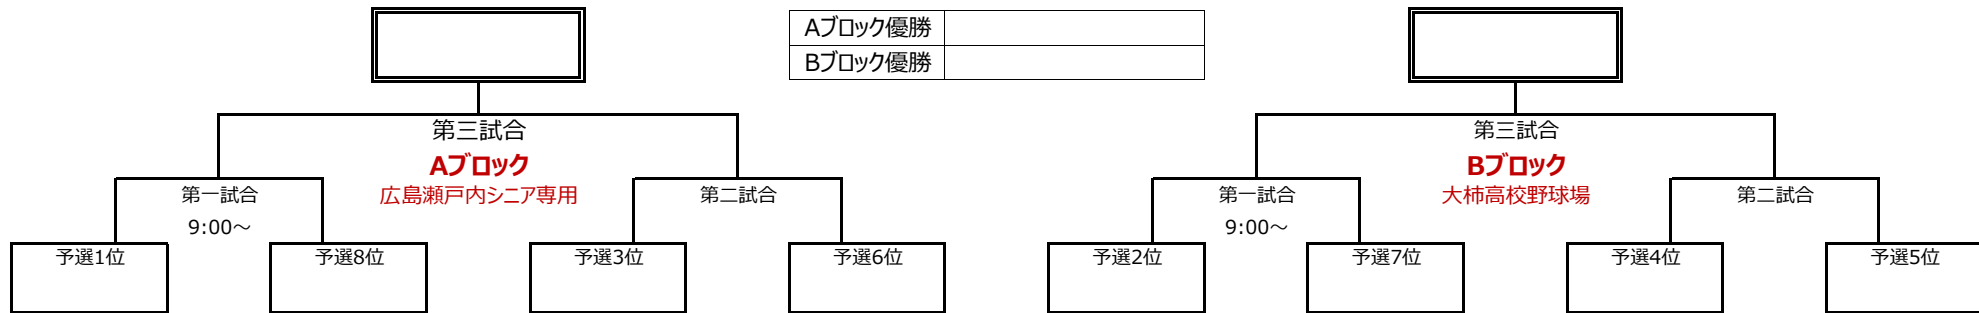 Aブロック優勝
Bブロック優勝
第三試合
Aブロック
広島瀬戸内シニア専用
第一試合
9:00～
第二試合
予選1位
予選8位
予選3位
予選6位
第三試合
Bブロック
大柿高校野球場
第一試合
9:00～
第二試合
予選2位
予選7位
予選4位
予選5位